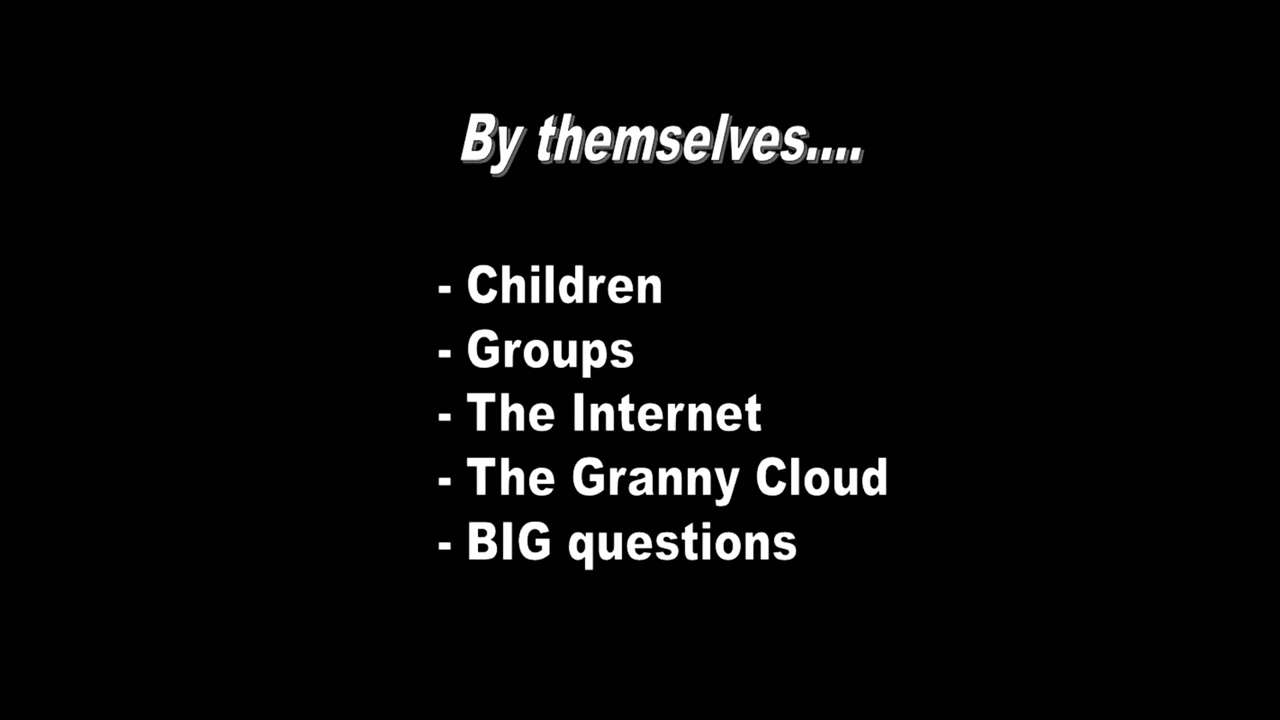 By themselves....
- Children
- Groups
- The Internet
- The Granny Cloud
- BIG questions